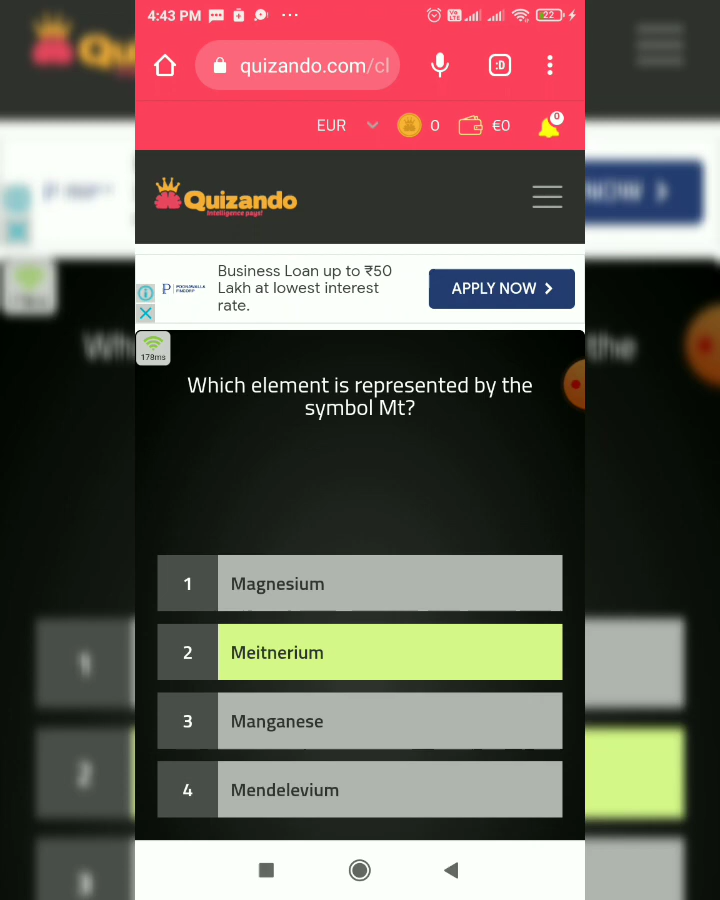 4:43 PM
22
quizando.com/cl
:D
EUR
0
€0
0
Quizando
Intelligence pays!
Business Loan up to ₹50
Lakh at lowest interest
rate.
APPLY NOW
178ms
Which element is represented by the
symbol Mt?
1 Magnesium
2 Meitnerium
3 Manganese
4 Mendelevium